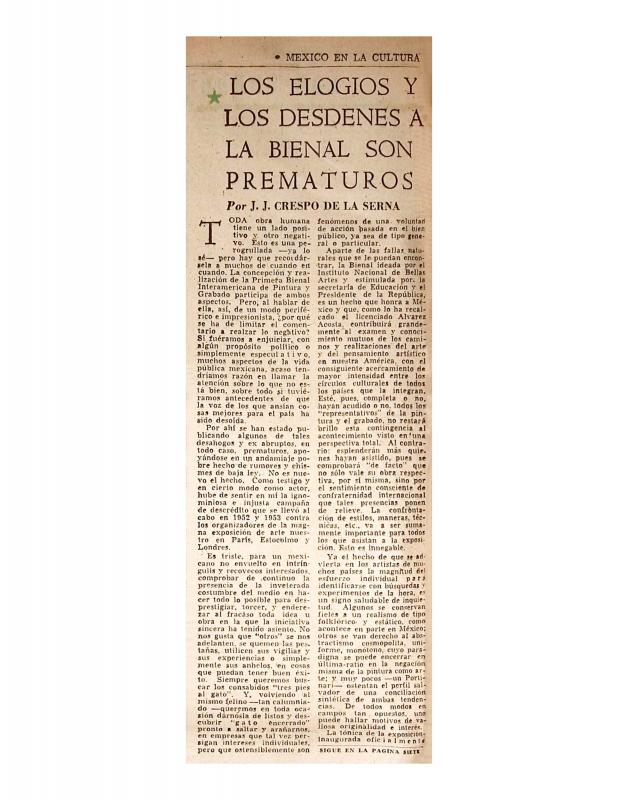 • MEXICO EN LA CULTURA
LOS ELOGIOS Y
LOS DESDENES A
LA BIENAL SON
PREMATUROS
Por J. J. CRESPO DE LA SERNA
TODA obra humana
tiene un lado posi-
tivo y otro negati-
vo. Esto es una pe-
rogrullada —ya lo
sé— pero hay que recordár-
sela a muchos de cuando en
cuando. La concepción y rea-
lización de la Primera Bienal
Interamericana de Pintura y
Grabado participa de ambos
aspectos. Pero, al hablar de
ella, así, de un modo perifé-
rico e impresionista, ¿por qué
se ha de limitar el comen-
tario a realzar lo negativo?
Si fuéramos a enjuiciar, con
algún propósito político o
simplemente especulativo,
muchos aspectos de la vida
pública mexicana, acaso ten-
dríamos razón en llamar la
atención sobre lo que no es-
tá bien, sobre todo si tuvié-
ramos antecedentes de que
la voz de los que ansían co-
sas mejores para el país ha
sido desoída.
Por ahí se han estado pu-
blicando algunos de tales
desahogos y ex abruptos, en
todo caso, prematuros, apo-
yándose en un andamiaje po-
bre hecho de rumores y chis-
mes de baja ley. No es nue-
vo el hecho. Como testigo y
en cierto modo como actor,
hube de sentir en mí la igno-
miniosa e injusta campaña
de descrédito que se llevó al
cabo en 1952 y 1953 contra
los organizadores de la mag-
na exposición de arte nues-
tro en París, Estocolmo y
Londres.
Es triste, para un mexi-
cano no envuelto en intrín-
gulis y recovecos interesados,
comprobar de continuo la
presencia de la inveterada
costumbre del medio en ha-
cer todo lo posible para des-
prestigiar, torcer, y endere-
zar al fracaso toda idea u
obra en la que la iniciativa
sincera ha tenido asiento. No
nos gusta que "otros" se nos
adelanten, se quemen las pes-
tañas, utilicen sus vigilias y
sus experiencias o simple-
mente sus anhelos, en cosas
que puedan tener buen éxi-
to. Siempre queremos bus-
car los consabidos "tres pies
al gato". Y, volviendo al
mismo felino —tan calumnia-
do —queremos en toda oca-
sión dárnosla de listos y des-
cubrir "gato encerrado"
pronto a saltar y arañarnos,
en empresas que tal vez per-
sigan intereses individuales,
pero que ostensiblemente son
fenómenos de una voluntad
de acción basada en el bien
público, ya sea de tipo gene-
ral o particular.
Aparte de las fallas natu-
rales que se le puedan encon-
trar, la Bienal ideada por el
Instituto Nacional de Bellas
Artes y estimulada por la
secretaría de Educación y el
Presidente de la República,
es un hecho que honra a Mé-
xico y que, como lo ha recal-
cado el licenciado Alvarez
Acosta, contribuirá grande-
mente al examen y conoci-
miento mutuos de los cami-
nos y realizaciones del arte
y del pensamiento artístico
en nuestra América, con el
consiguiente acercamiento de
mayor intensidad entre los
círculos culturales de todos
los países que la integran.
Esté, pues, completa o no,
hayan acudido o no, todos los
"representativos" de la pin-
tura y el grabado, no restará
brillo esta contingencia al
acontecimiento visto en una
perspectiva total. Al contra-
rio: esplenderán más quie-
nes hayan asistido, pues se
comprobará "de facto" que
no sólo vale su obra respec-
tiva, por sí misma, sino por
el sentimiento consciente de
confraternidad internacional
que tales presencias ponen
de relieve. La confronta-
ción de estilos, maneras, téc-
nicas, etc., va a ser suma-
mente importante para todos
los que asistan a la exposi-
ción. Esto es innegable.
Ya el hecho de que se ad-
vierta en los artistas de mu-
chos países la magnitud del
esfuerzo individual para
identificarse con búsquedas y
experimentos de la hora, es
un signo saludable de inquie-
tud. Algunos se conservan
fieles a un realismo de tipo
folklórico y estático, como
acontece en parte en México;
otros se van derecho al abs-
tractismo cosmopolita, uni-
forme, monótono, cuyo para-
digna se puede encerrar en
última-ratio en la negación
misma de la pintura como ar-
te; y muy pocos —un Porti-
nari— ostentan el perfil sal-
vador de una conciliación
sintética de ambas tenden-
cias. De todos modos en
campos tan opuestos, uno
puede hallar motivos de va-
liosa originalidad e interés.
La tónica de la exposición
inaugurada oficialmente
SIGUE EN LA PAGINA SIETE